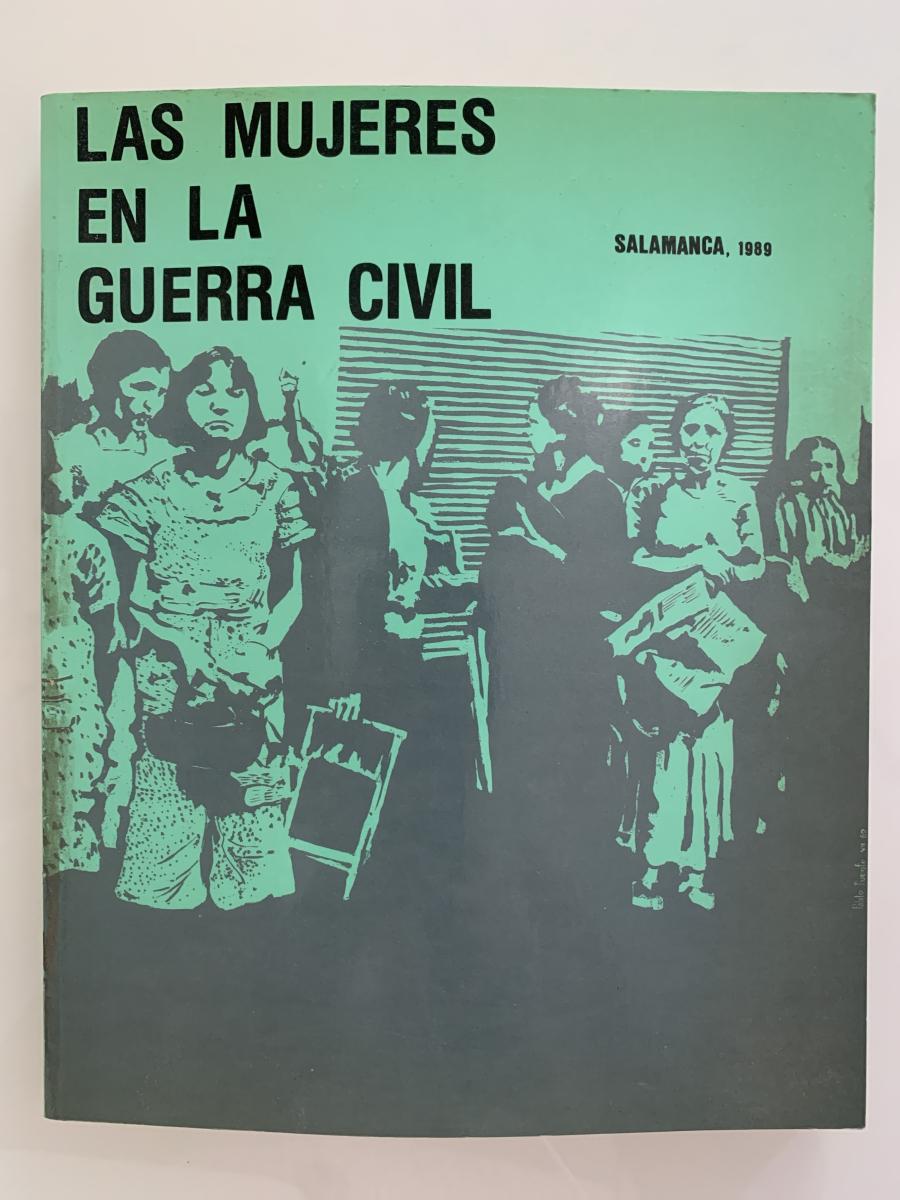 LAS MUJERES
EN LA
GUERRA CIVIL
SALAMANCA, 1989